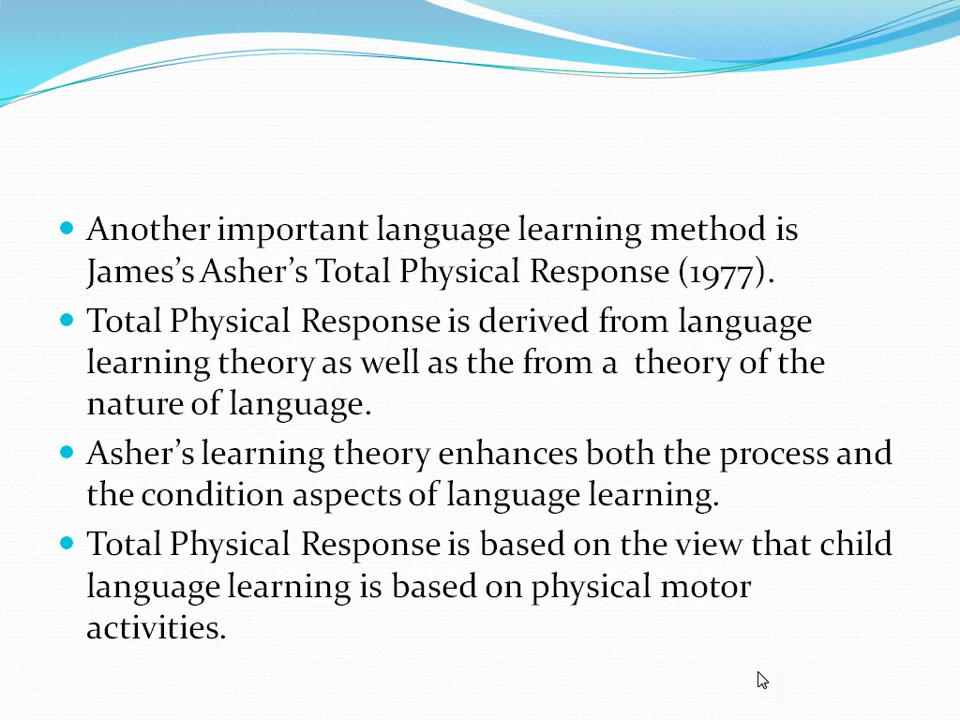 Another important language learning method is
James’s Asher’s Total Physical Response (1977).
Total Physical Response is derived from language
learning theory as well as the from a  theory of the
nature of language.
Asher’s learning theory enhances both the process and
the condition aspects of language learning.
Total Physical Response is based on the view that child
language learning is based on physical motor
activities.